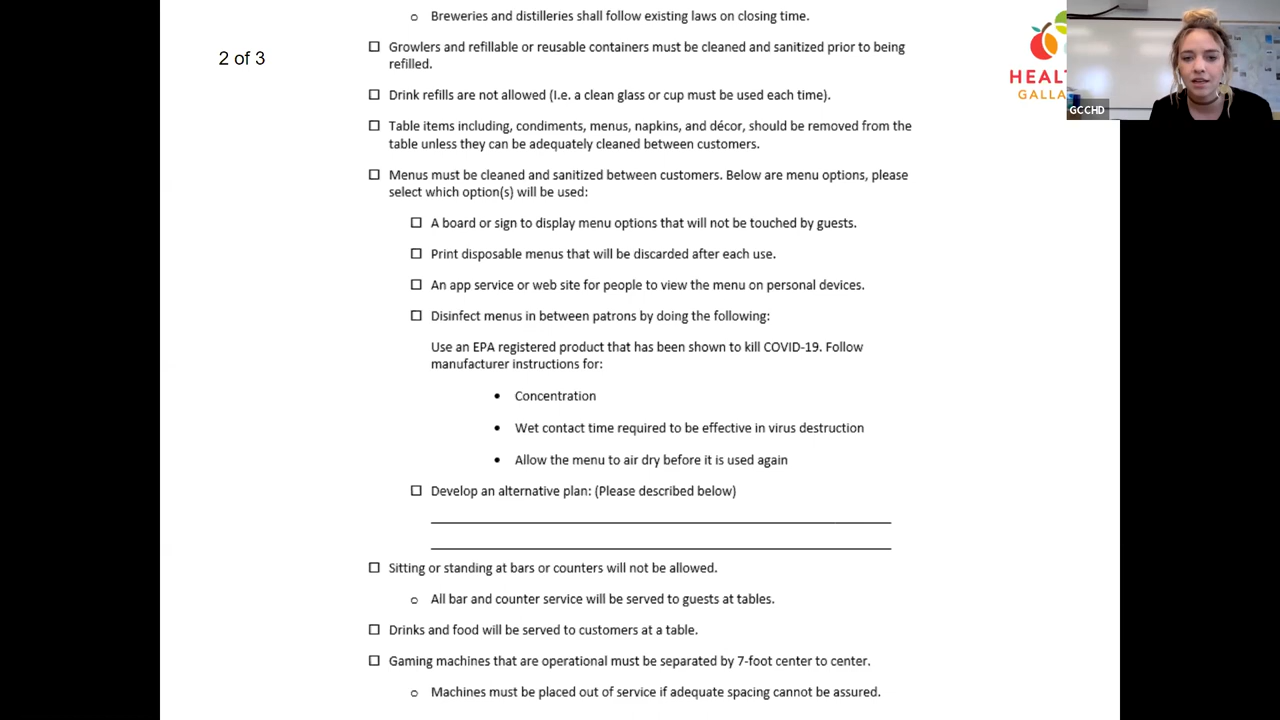 o Breweries and distilleries shall follow existing laws on closing time.
2 of 3
☐ Growlers and refillable or reusable containers must be cleaned and sanitized prior to being
refilled.
HEAL
GALLA
GCCHD
☐ Drink refills are not allowed (I.e. a clean glass or cup must be used each time).
☐ Table items including, condiments, menus, napkins, and décor, should be removed from the
table unless they can be adequately cleaned between customers.
☐ Menus must be cleaned and sanitized between customers. Below are menu options, please
select which option(s) will be used:
☐ A board or sign to display menu options that will not be touched by guests.
☐ Print disposable menus that will be discarded after each use.
☐ An app service or web site for people to view the menu on personal devices.
☐ Disinfect menus in between patrons by doing the following:
Use an EPA registered product that has been shown to kill COVID-19. Follow
manufacturer instructions for:
• Concentration
• Wet contact time required to be effective in virus destruction
• Allow the menu to air dry before it is used again
☐ Develop an alternative plan: (Please described below)
☐ Sitting or standing at bars or counters will not be allowed.
o All bar and counter service will be served to guests at tables.
☐ Drinks and food will be served to customers at a table.
☐ Gaming machines that are operational must be separated by 7-foot center to center.
o Machines must be placed out of service if adequate spacing cannot be assured.